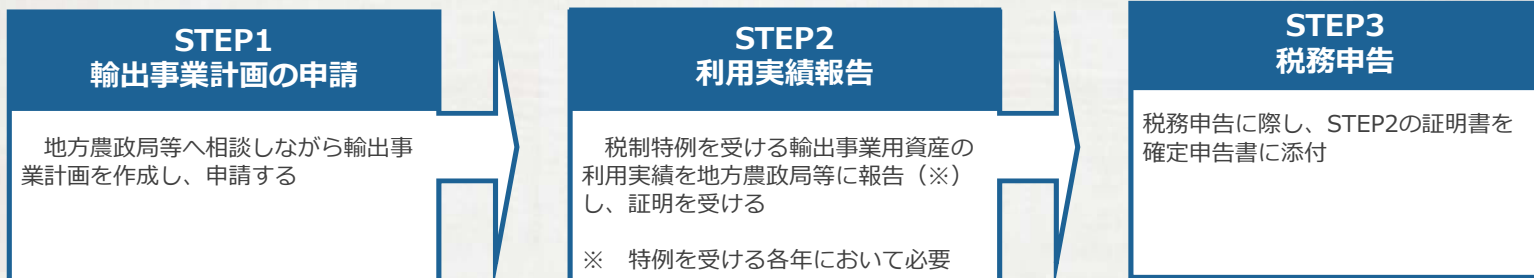 STEP1
輸出事業計画の申請
地方農政局等へ相談しながら輸出事
業計画を作成し、申請する
STEP2
利用実績報告
税制特例を受ける輸出事業用資産の
利用実績を地方農政局等に報告（※）
し、証明を受ける
※　特例を受ける各年において必要
STEP3
税務申告
税務申告に際し、STEP2の証明書を
確定申告書に添付